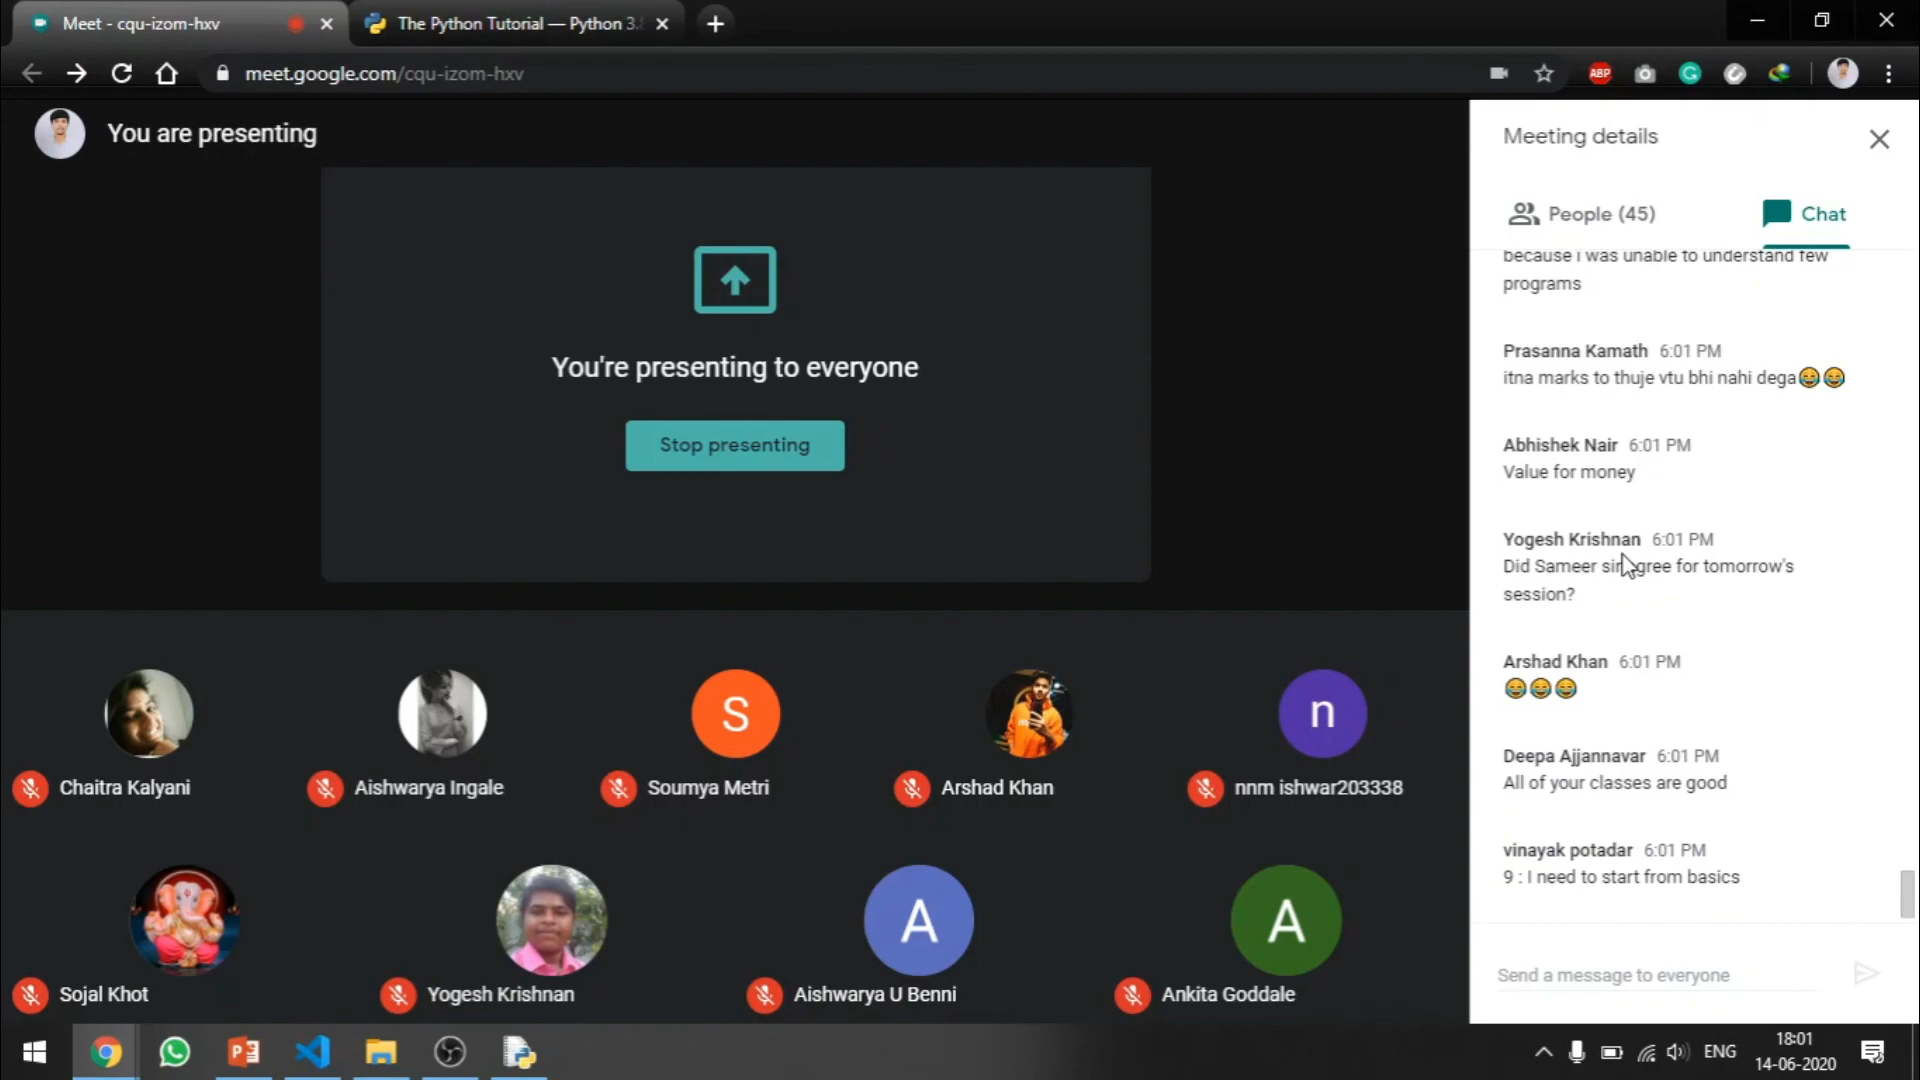 Meet - cqu-izom-hxv
The Python Tutorial — Python 3.
meet.google.com/cqu-izom-hxv
ABP
You are presenting
You're presenting to everyone
Stop presenting
Meeting details
People (45)
Chat
because I was unable to understand few
programs
Prasanna Kamath 6:01 PM
itna marks to thuje vtu bhi nahi dega😂😂
Abhishek Nair 6:01 PM
Value for money
Yogesh Krishnan 6:01 PM
Did Sameer sir agree for tomorrow's
session?
Arshad Khan 6:01 PM
😂😂😂
Deepa Ajjannavar 6:01 PM
All of your classes are good
vinayak potadar 6:01 PM
9 : I need to start from basics
Send a message to everyone
S
n
Chaitra Kalyani
Aishwarya Ingale
Soumya Metri
Arshad Khan
nnm ishwar203338
A
A
Sojal Khot
Yogesh Krishnan
Aishwarya U Benni
Ankita Goddale
ENG
18:01
14-06-2020